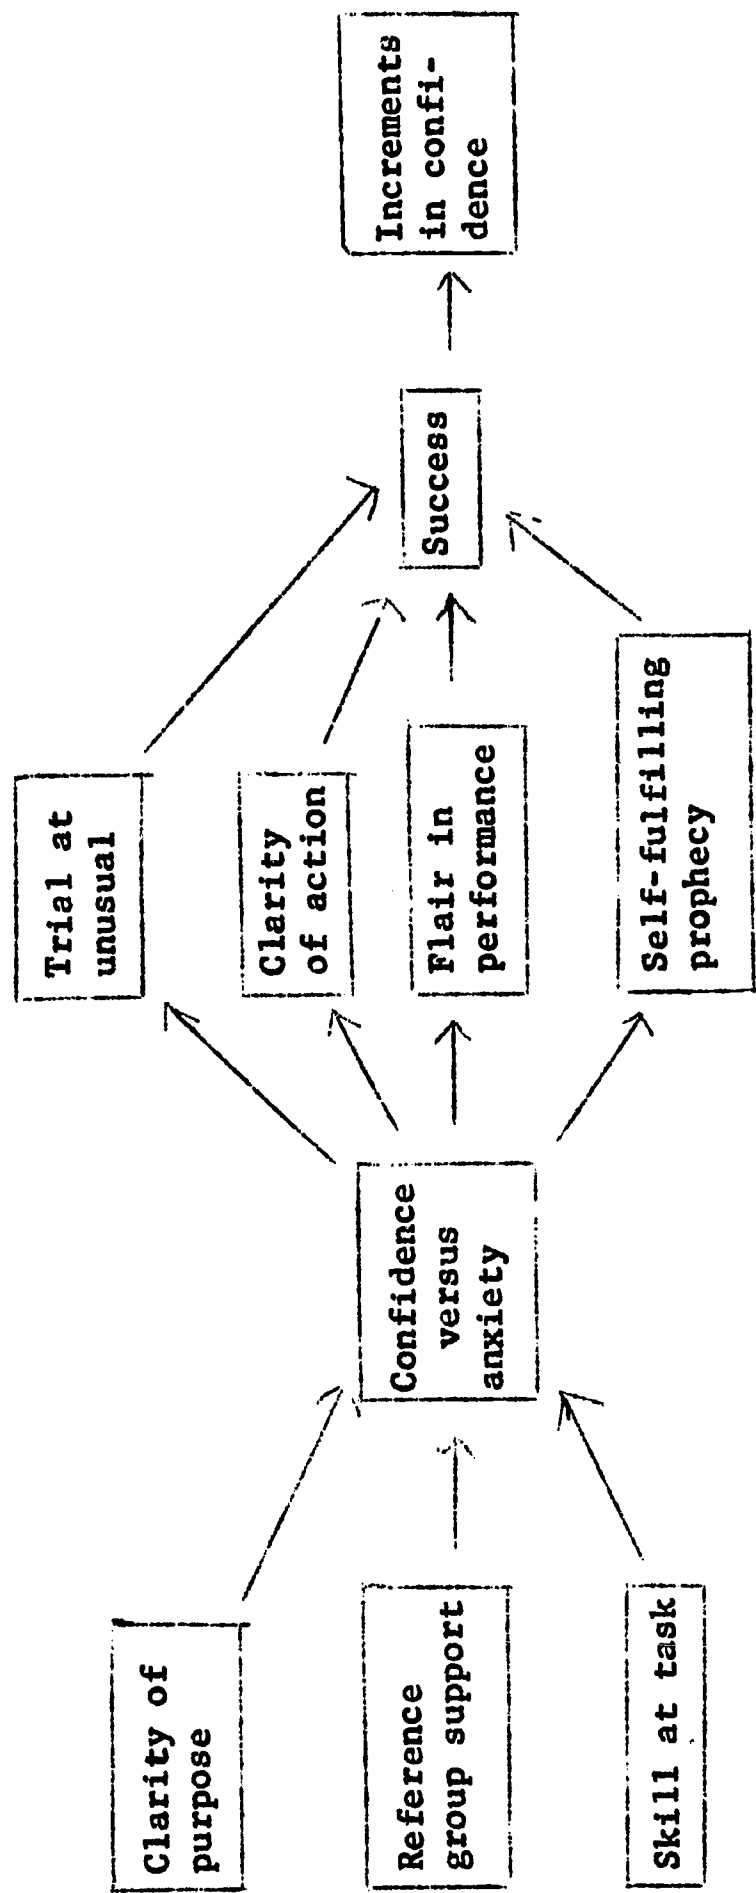 Clarity of
purpose
Reference
group support
Skill at task
Confidence
versus
anxiety
Trial at
unusual
Clarity
of action
Flair in
performance
Self-fulfilling
prophecy
Success
Increments
in confi-
dence